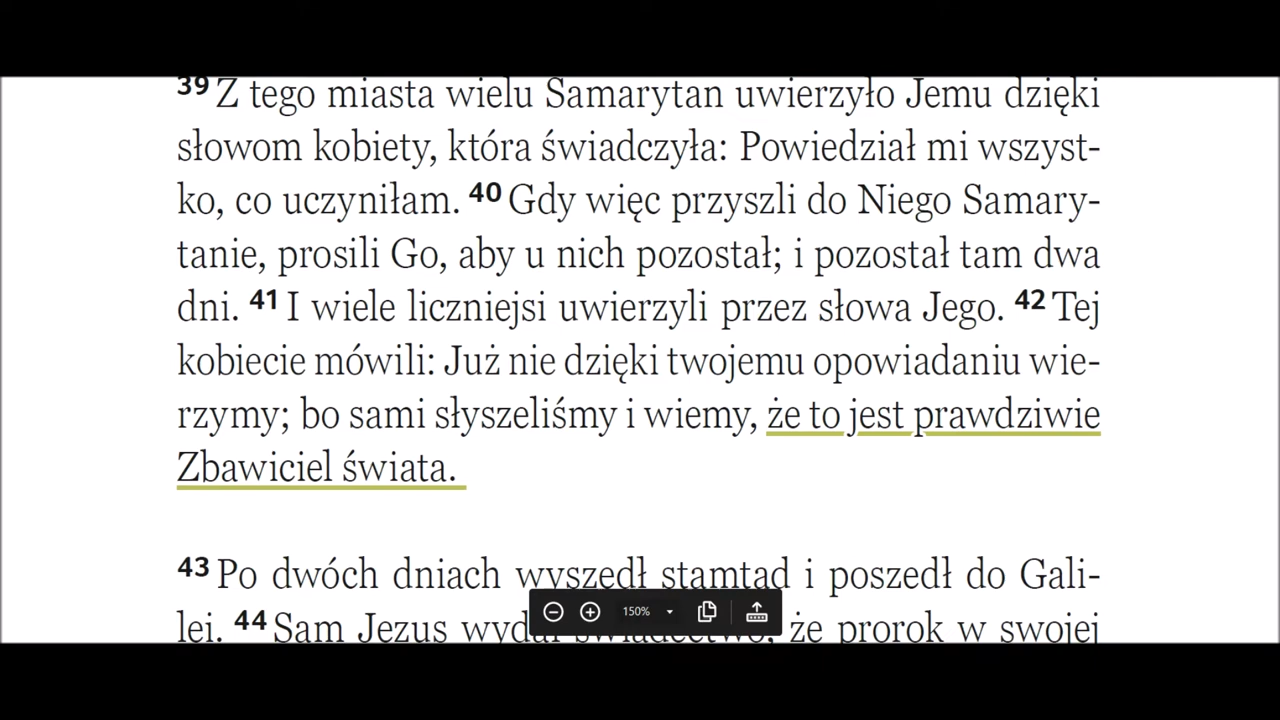 39 Z tego miasta wielu Samarytan uwierzyło Jemu dzięki
słowom kobiety, która świadczyła: Powiedział mi wszyst-
ko, co uczyniłam. 40 Gdy więc przyszli do Niego Samary-
tanie, prosili Go, aby u nich pozostał; i pozostał tam dwa
dni. 41 I wiele liczniejsi uwierzyli przez słowa Jego. 42 Tej
kobiecie mówili: Już nie dzięki twojemu opowiadaniu wie-
rzymy; bo sami słyszeliśmy i wiemy, że to jest prawdziwie
Zbawiciel świata.
43 Po dwóch dniach wyszedł stamtąd i poszedł do Gali-
lei. 44 Sam Jezus wydał świadectwo, że prorok w swojej
150%